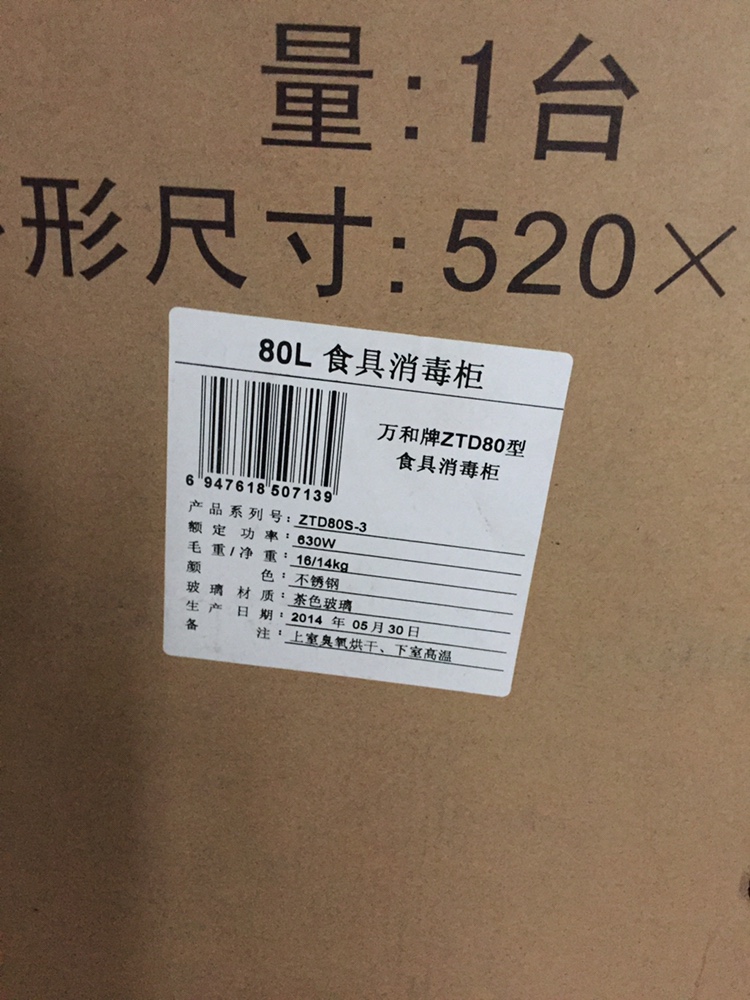 量:1台
形尺寸:520×
80L 食具消毒柜
万和牌ZTD80型
食具消毒柜
6 947618 507139
产品系列号: ZTD80S-3
额定功率: 630W
毛重/净重: 16/14kg
颜色: 不锈钢
玻璃材质: 茶色玻璃
生产日期: 2014 年 05月30日
备注: 上室臭氧烘干、下室高温